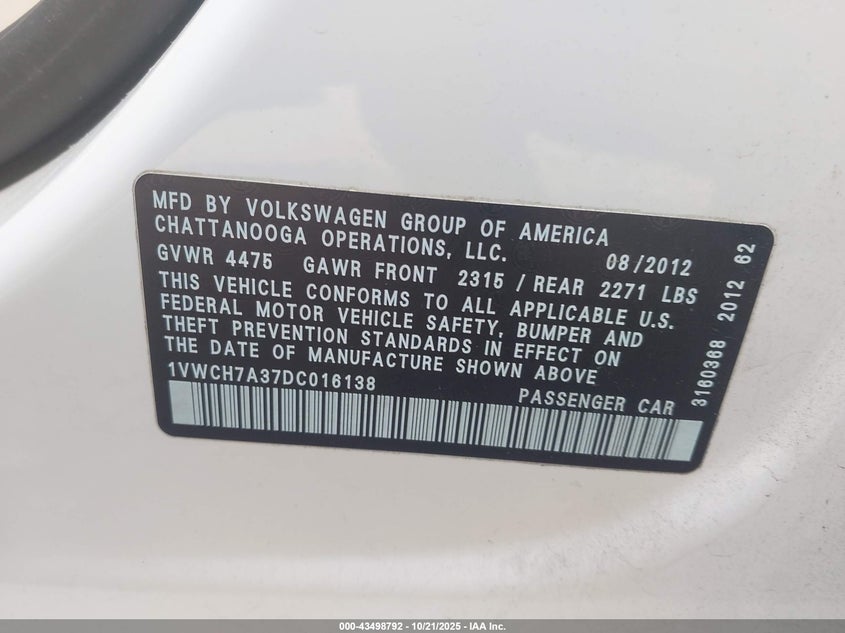 MFD BY VOLKSWAGEN GROUP OF AMERICA
CHATTANOOGA OPERATIONS, LLC. 08/2012
GVWR 4475 GAWR FRONT 2315 / REAR 2271 LBS
THIS VEHICLE CONFORMS TO ALL APPLICABLE U.S.
FEDERAL MOTOR VEHICLE SAFETY, BUMPER AND
THEFT PREVENTION STANDARDS IN EFFECT ON
THE DATE OF MANUFACTURE SHOWN ABOVE
1VWCH7A37DC016138 PASSENGER CAR
3160368 2012 62
000-43498792 - 10/21/2025 - IAA Inc.